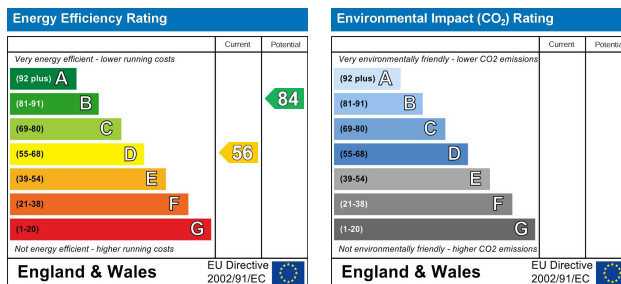 Energy Efficiency Rating
Current Potential
Very energy efficient - lower running costs
(92 plus) A
(81-91) B
84
(69-80) C
(55-68) D
56
(39-54) E
(21-38) F
(1-20) G
Not energy efficient - higher running costs
England & Wales
EU Directive
2002/91/EC
Environmental Impact (CO₂) Rating
Current Potential
Very environmentally friendly - lower CO2 emissions
(92 plus) A
(81-91) B
(69-80) C
(55-68) D
(39-54) E
(21-38) F
(1-20) G
Not environmentally friendly - higher CO2 emissions
England & Wales
EU Directive
2002/91/EC